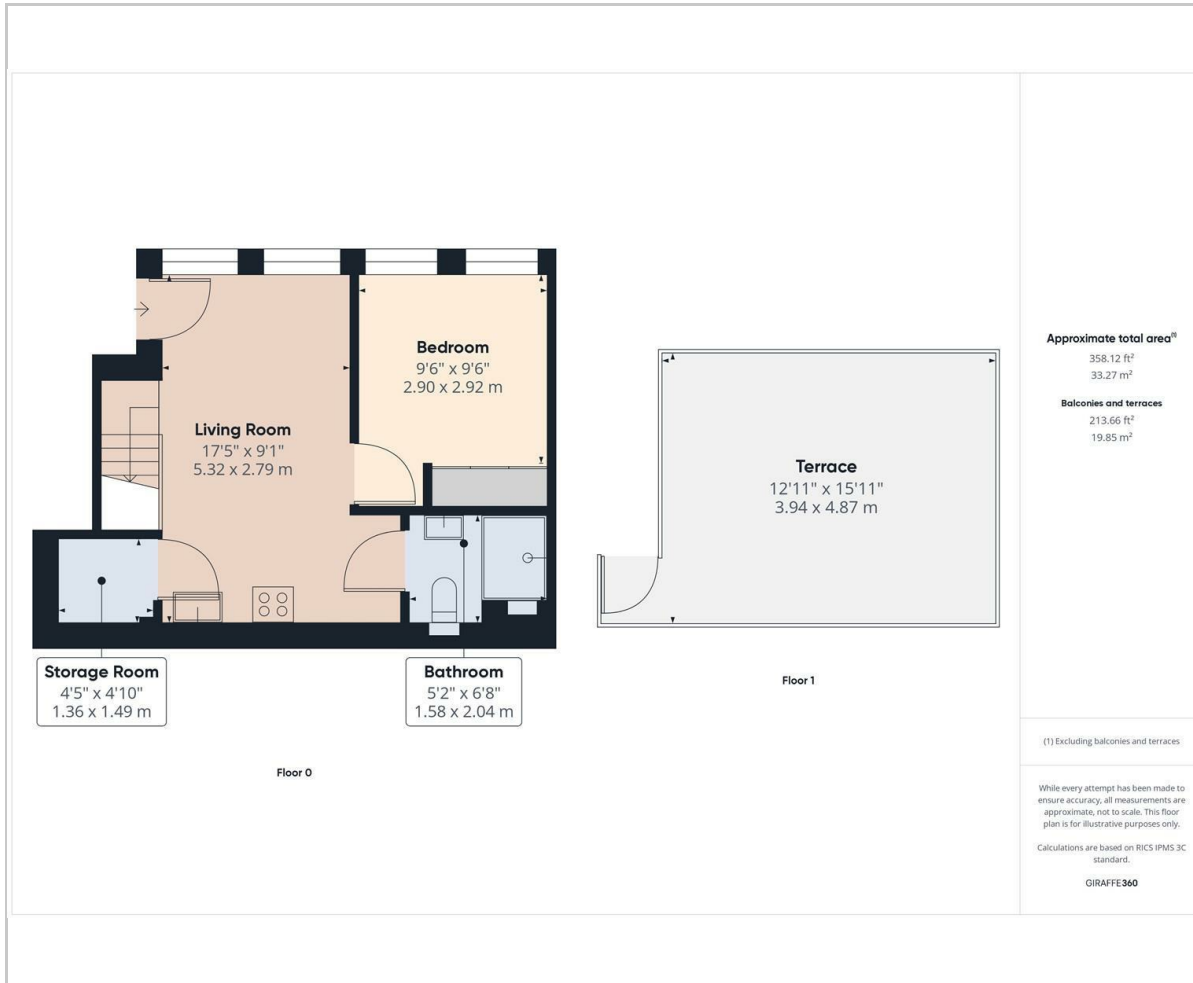 Bedroom
9'6" x 9'6"
2.90 x 2.92 m
Living Room
17'5" x 9'1"
5.32 x 2.79 m
Storage Room
4'5" x 4'10"
1.36 x 1.49 m
Bathroom
5'2" x 6'8"
1.58 x 2.04 m
Floor 0
Terrace
12'11" x 15'11"
3.94 x 4.87 m
Floor 1
Approximate total area(1)
358.12 ft²
33.27 m²
Balconies and terraces
213.66 ft²
19.85 m²
(1) Excluding balconies and terraces
While every attempt has been made to
ensure accuracy, all measurements are
approximate, not to scale. This floor
plan is for illustrative purposes only.
Calculations are based on RICS IPMS 3C
standard.
GIRAFFE360